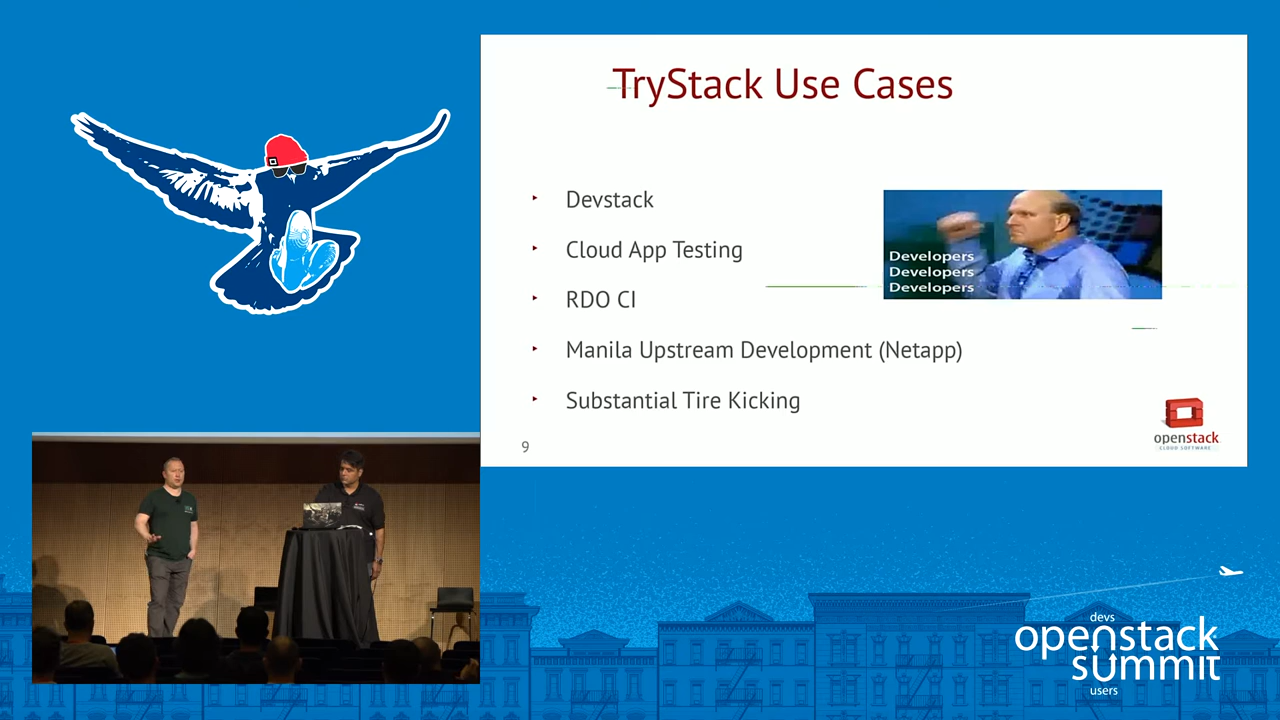 TryStack Use Cases
Devstack
Cloud App Testing
RDO CI
Manila Upstream Development (Netapp)
Substantial Tire Kicking
Developers
Developers
Developers
9
openstack
CLOUD SOFTWARE
devs
openstack
summit
users